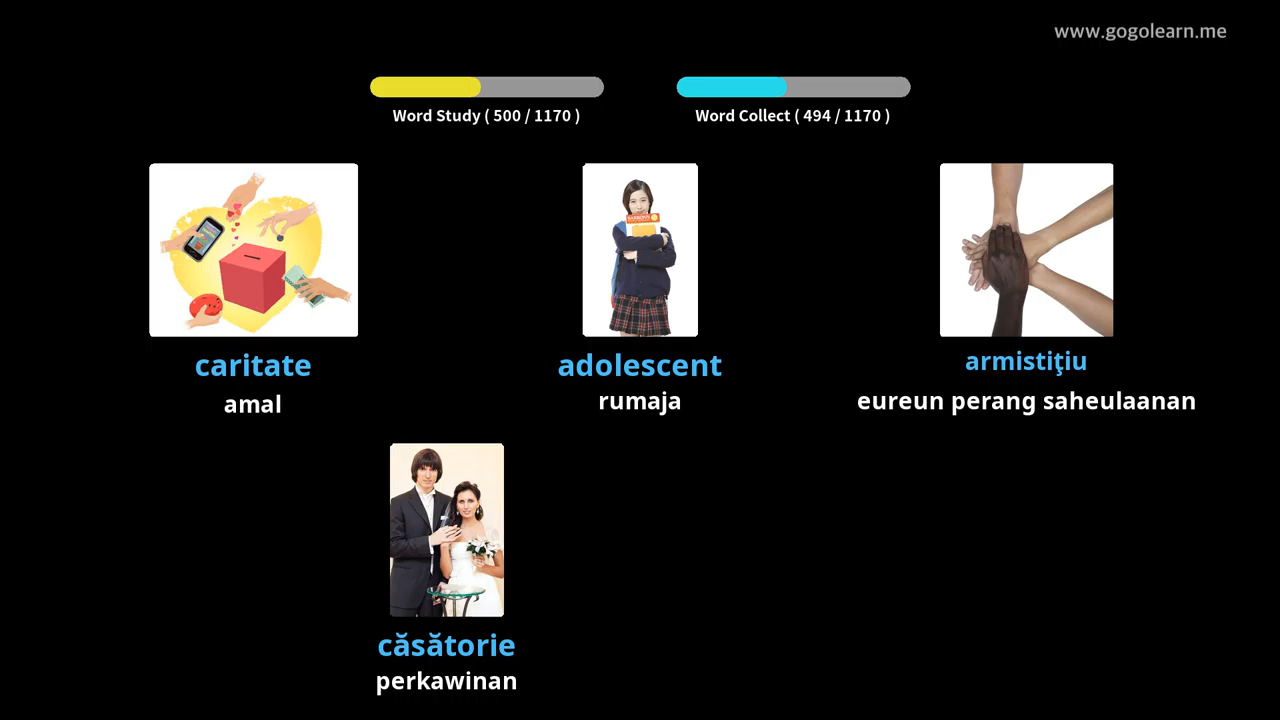 www.gogolearn.me
Word Study ( 500 / 1170 )
Word Collect ( 494 / 1170 )
caritate
amal
adolescent
rumaja
armistiţiu
eureun perang saheulaanan
căsătorie
perkawinan